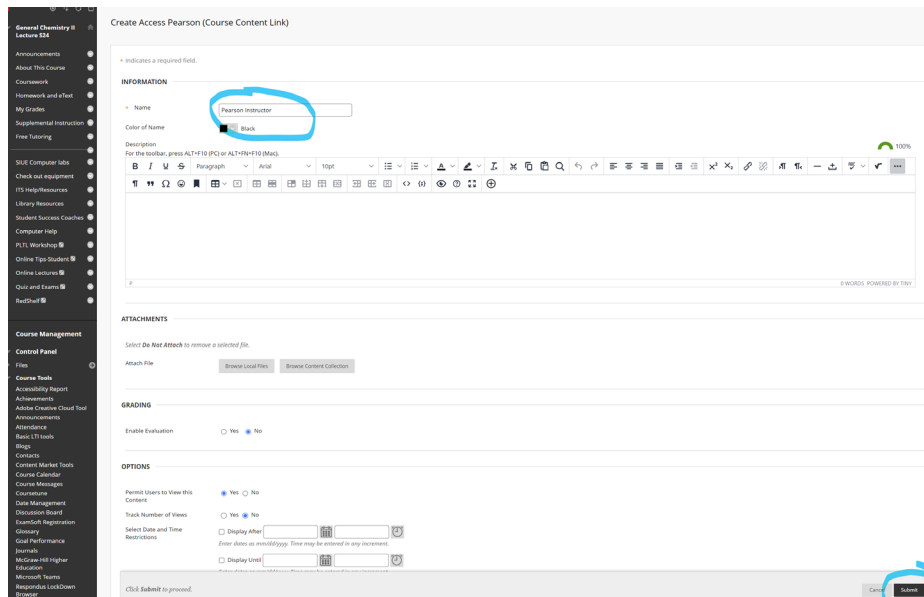 General Chemistry II
Lecture S24
Announcements
About This Course
Coursework
Homework and eText
My Grades
Supplemental Instruction
Free Tutoring
SIUE Computer labs
Check out equipment
ITS Help/Resources
Library Resources
Student Success Coaches
Computer Help
PLTL Workshop
Online Tips-Student
Online Lectures
Quiz and Exams
RedShelf
Course Management
Control Panel
Files
Course Tools
Accessibility Report
Achievements
Adobe Creative Cloud Tool
Announcements
Attendance
Basic LTI tools
Blogs
Contacts
Content Market Tools
Course Calendar
Course Messages
Coursetune
Date Management
Discussion Board
ExamSoft Registration
Glossary
Goal Performance
Journals
McGraw-Hill Higher
Education
Microsoft Teams
Respondus LockDown
Browser
Create Access Pearson (Course Content Link)
* Indicates a required field.
INFORMATION
* Name
Pearson Instructor
Color of Name
Black
Description
For the toolbar, press ALT+F10 (PC) or ALT+FN+F10 (Mac).
100%
B I U S Paragraph Arial 10pt
P
0 WORDS POWERED BY TINY
ATTACHMENTS
Select Do Not Attach to remove a selected file.
Attach File
Browse Local Files
Browse Content Collection
GRADING
Enable Evaluation
Yes No
OPTIONS
Permit Users to View this
Content
Yes No
Track Number of Views
Yes No
Select Date and Time
Restrictions
Display After
Enter dates as mm/dd/yyyy. Time may be entered in any increment.
Display Until
Click Submit to proceed.
Submit